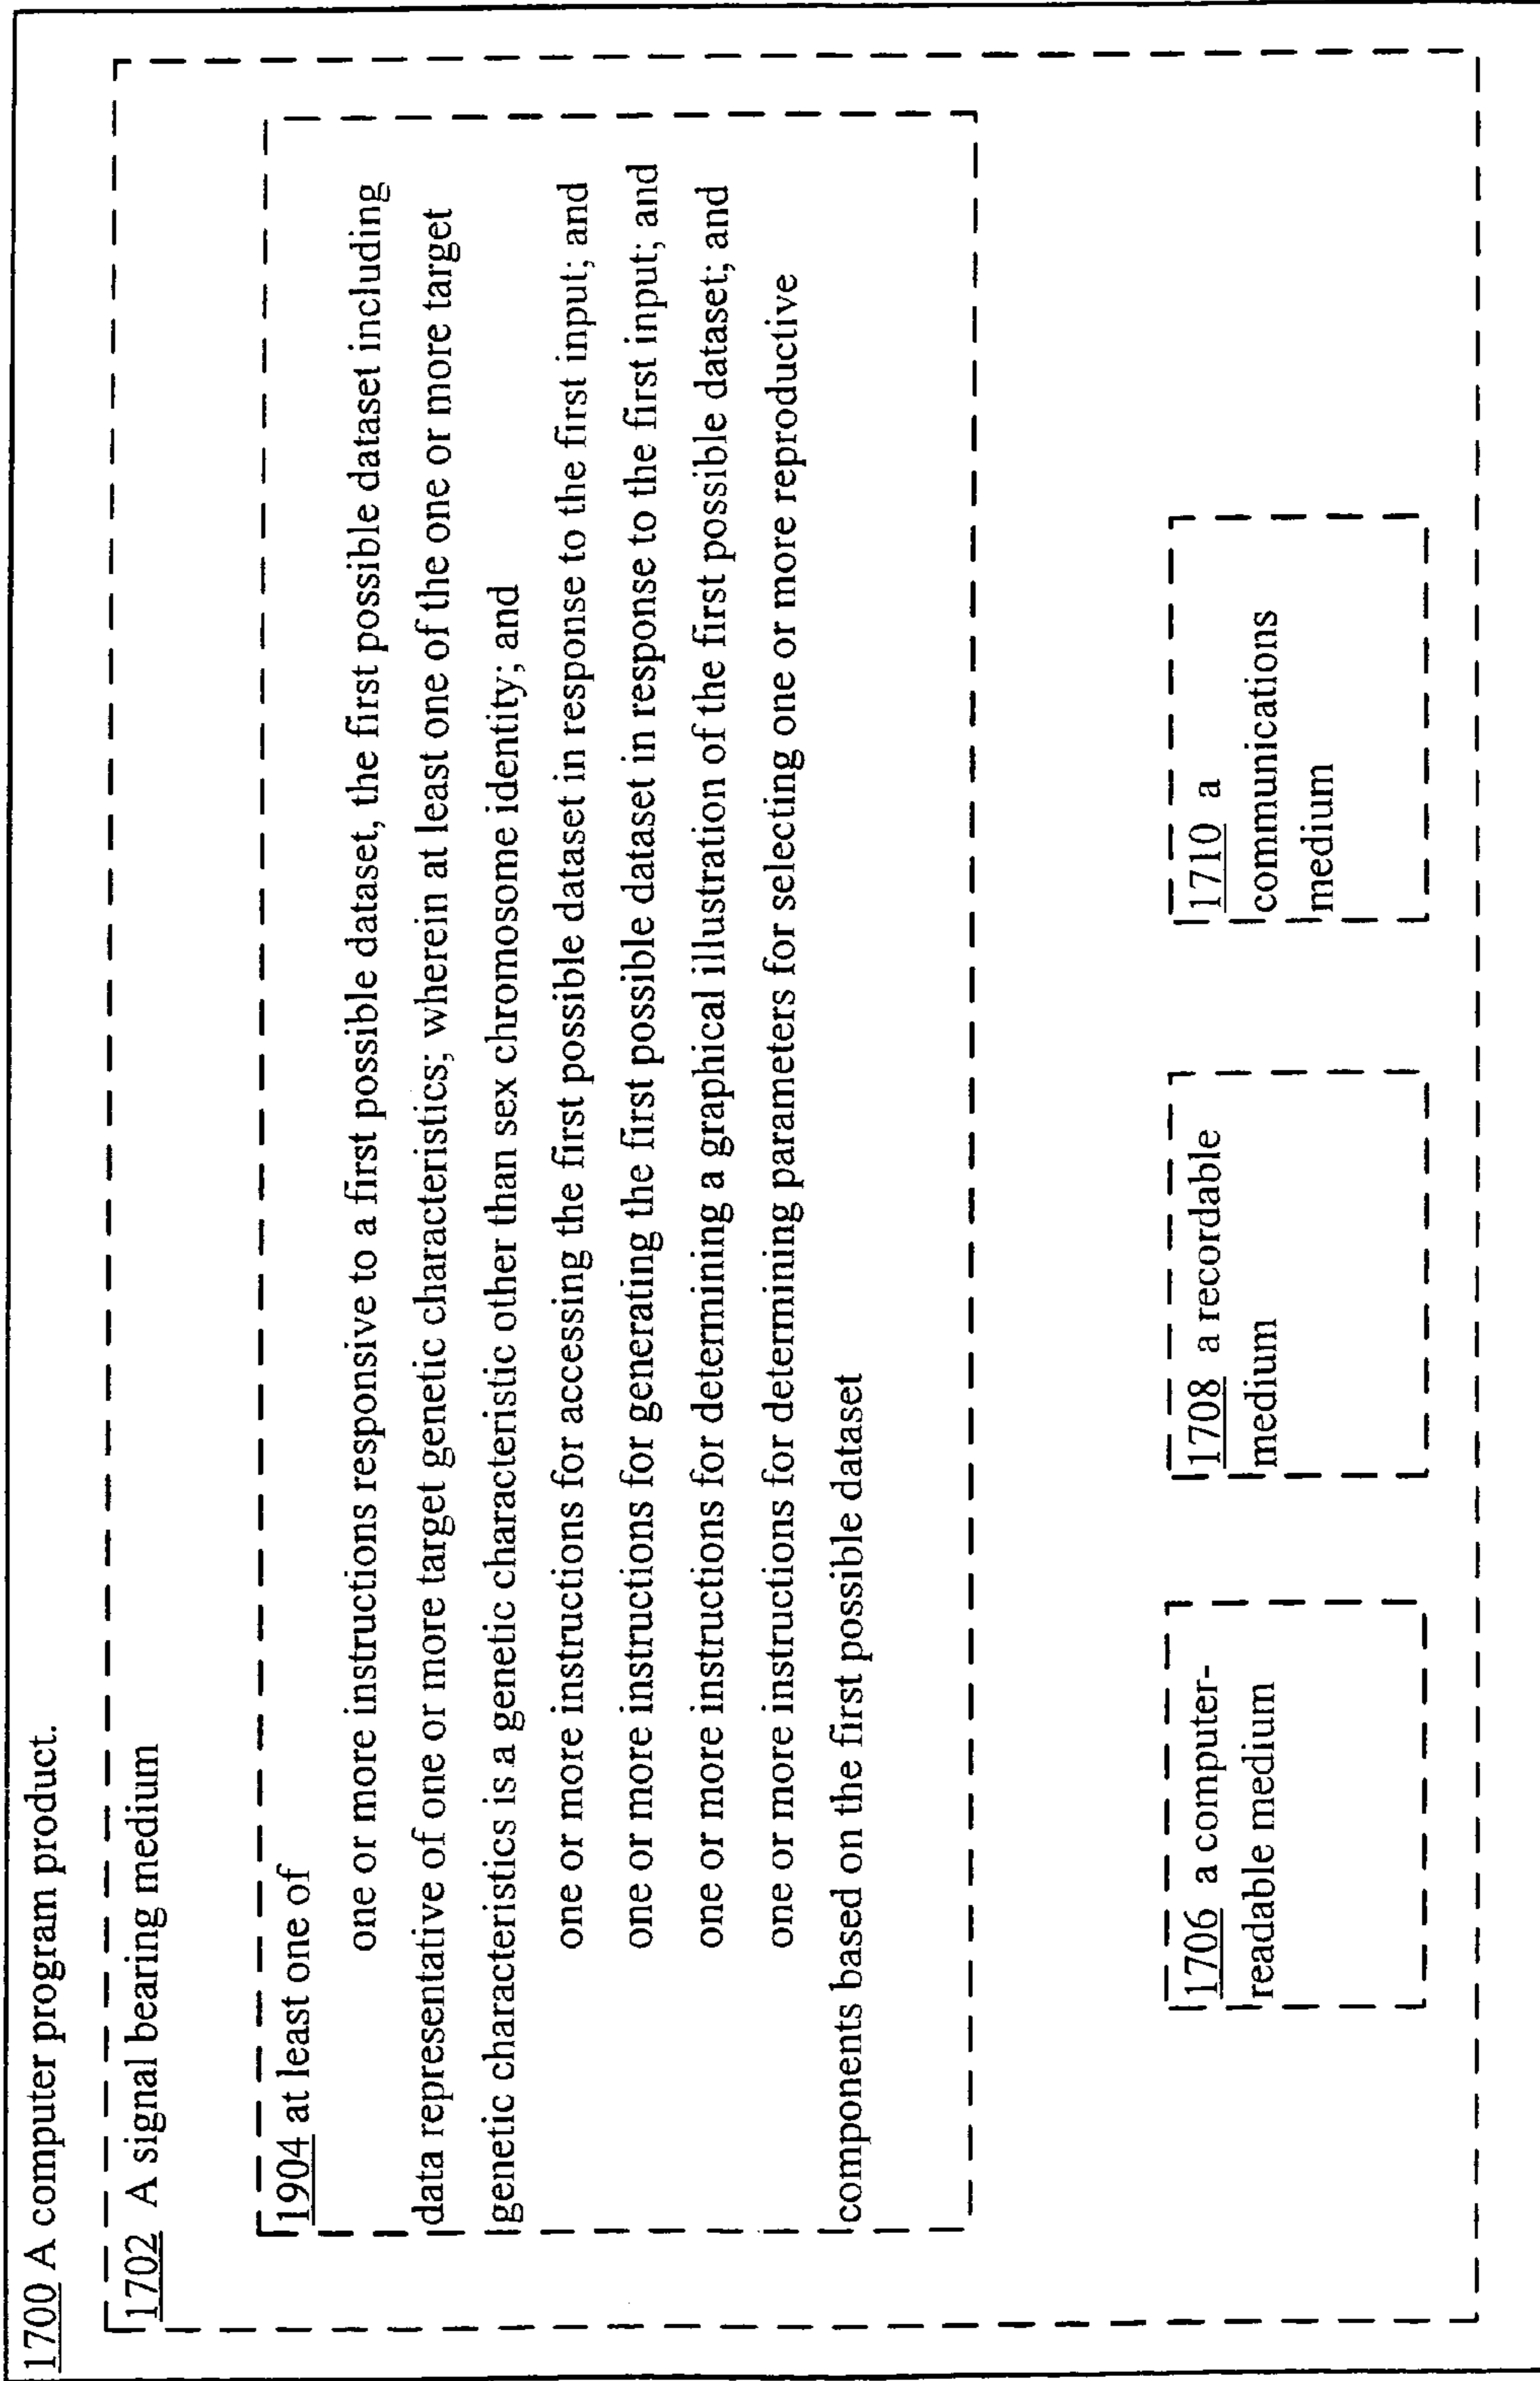 1700 A computer program product.
1702 A signal bearing medium
1904 at least one of
one or more instructions responsive to a first possible dataset, the first possible dataset including
data representative of one or more target genetic characteristics; wherein at least one of the one or more target
genetic characteristics is a genetic characteristic other than sex chromosome identity; and
one or more instructions for accessing the first possible dataset in response to the first input; and
one or more instructions for generating the first possible dataset in response to the first input; and
one or more instructions for determining a graphical illustration of the first possible dataset; and
one or more instructions for determining parameters for selecting one or more reproductive
components based on the first possible dataset
1706 a computer-
readable medium
1708 a recordable
medium
1710 a
communications
medium